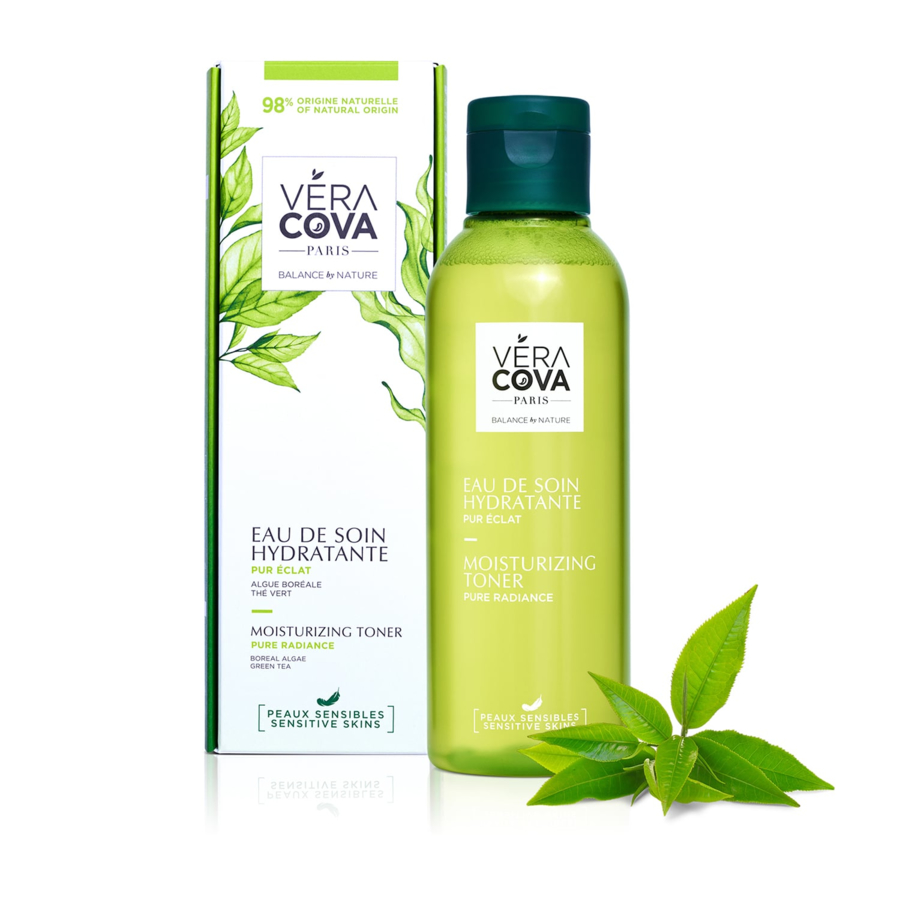 98% ORIGINE NATURELLE
OF NATURAL ORIGIN
VÉRA
COVA
PARIS
BALANCE by NATURE
EAU DE SOIN
HYDRATANTE
PUR ÉCLAT
ALGUE BORÉALE
THÉ VERT
MOISTURIZING TONER
PURE RADIANCE
BOREAL ALGAE
GREEN TEA
PEAUX SENSIBLES
SENSITIVE SKINS
VÉRA
COVA
PARIS
BALANCE by NATURE
EAU DE SOIN
HYDRATANTE
PUR ÉCLAT
MOISTURIZING
TONER
PURE RADIANCE
PEAUX SENSIBLES
SENSITIVE SKINS